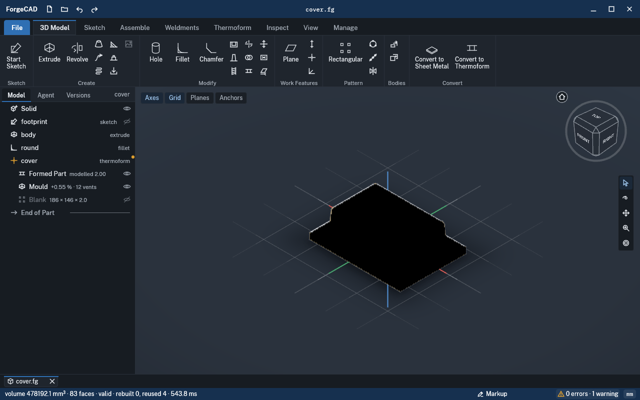 ForgeCAD
cover.fg
File
3D Model
Sketch
Assemble
Weldments
Thermoform
Inspect
View
Manage
Start Sketch
Extrude
Revolve
Hole
Fillet
Chamfer
Plane
Rectangular
Convert to Sheet Metal
Convert to Thermoform
Sketch
Create
Modify
Work Features
Pattern
Bodies
Convert
Model
Agent
Versions
cover
Axes
Grid
Planes
Anchors
Solid
footprint sketch
body extrude
round fillet
cover thermoform
Formed Part modelled 2.00
Mould +0.55 % · 12 vents
Blank 186 × 146 × 2.0
End of Part
cover.fg
volume 478192.1 mm³ · 83 faces · valid · rebuilt 0, reused 4 · 543.8 ms
Markup
0 errors · 1 warning
mm